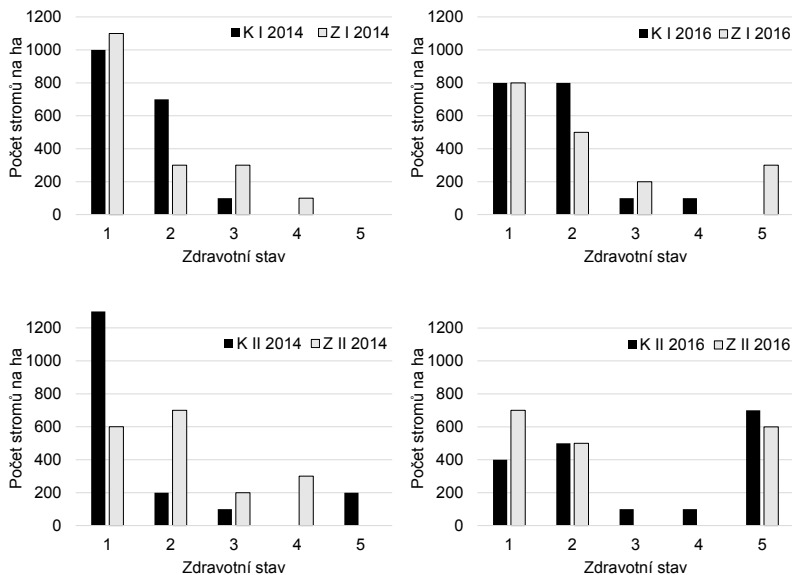 K I 2014 Z I 2014
Počet stromů na ha
1200
1000
800
600
400
200
0
1 2 3 4 5
Zdravotní stav
K I 2016 Z I 2016
Počet stromů na ha
1200
1000
800
600
400
200
0
1 2 3 4 5
Zdravotní stav
K II 2014 Z II 2014
Počet stromů na ha
1200
1000
800
600
400
200
0
1 2 3 4 5
Zdravotní stav
K II 2016 Z II 2016
Počet stromů na ha
1200
1000
800
600
400
200
0
1 2 3 4 5
Zdravotní stav